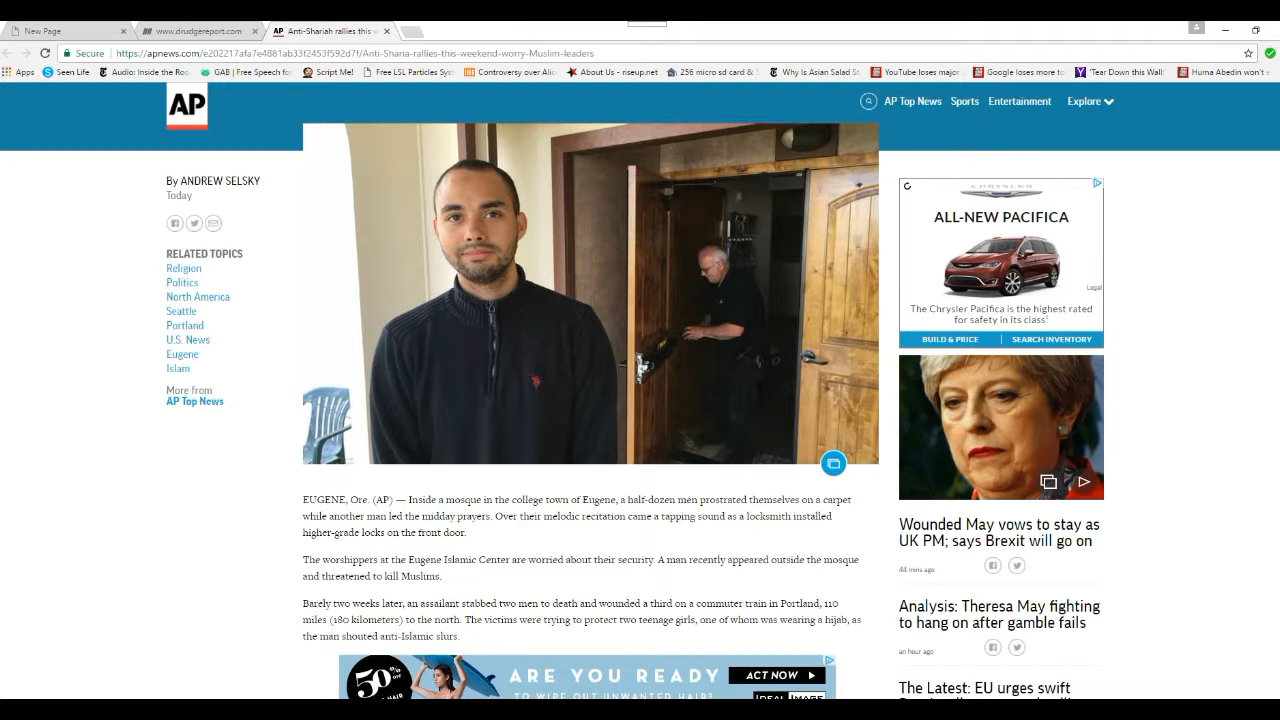 New Page
www.drudgereport.com
AP Anti-Shariah rallies this
Secure
https://apnews.com/e202217afa7e4881ab33f2453f592d7f/Anti-Sharia-rallies-this-weekend-worry-Muslim-leaders
Apps
Seen Life
Audio: Inside the Roo
GAB | Free Speech fo
Script Me!
Free LSL Particles Sys
Controversy over Alie
About Us - riseup.net
256 micro sd card & S
Why Is Asian Salad St
YouTube loses major
Google loses more to
'Tear Down this Wall:
Huma Abedin won't
AP
AP Top News
Sports
Entertainment
Explore
By ANDREW SELSKY
Today
RELATED TOPICS
Religion
Politics
North America
Seattle
Portland
U.S. News
Eugene
Islam
More from
AP Top News
EUGENE, Ore. (AP) — Inside a mosque in the college town of Eugene, a half-dozen men prostrated themselves on a carpet
while another man led the midday prayers. Over their melodic recitation came a tapping sound as a locksmith installed
higher-grade locks on the front door.
The worshippers at the Eugene Islamic Center are worried about their security. A man recently appeared outside the mosque
and threatened to kill Muslims.
Barely two weeks later, an assailant stabbed two men to death and wounded a third on a commuter train in Portland, 110
miles (180 kilometers) to the north. The victims were trying to protect two teenage girls, one of whom was wearing a hijab, as
the man shouted anti-Islamic slurs.
50%
ARE YOU READY
TO WIPE OUT UNWANTED HAIR?
ACT NOW
IDEAL IMAGE
CHRYSLER
ALL-NEW PACIFICA
Legal
The Chrysler Pacifica is the highest rated
for safety in its class¹
BUILD & PRICE
SEARCH INVENTORY
Wounded May vows to stay as
UK PM; says Brexit will go on
44 mins ago
Analysis: Theresa May fighting
to hang on after gamble fails
an hour ago
The Latest: EU urges swift